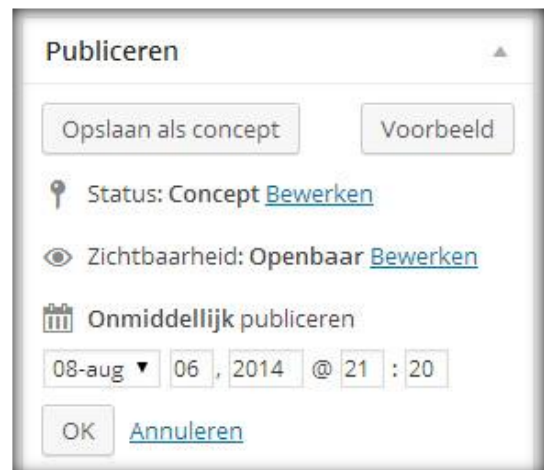 Publiceren
Opslaan als concept Voorbeeld
Status: Concept Bewerken
Zichtbaarheid: Openbaar Bewerken
Onmiddellijk publiceren
08-aug 06 , 2014 @ 21 : 20
OK Annuleren